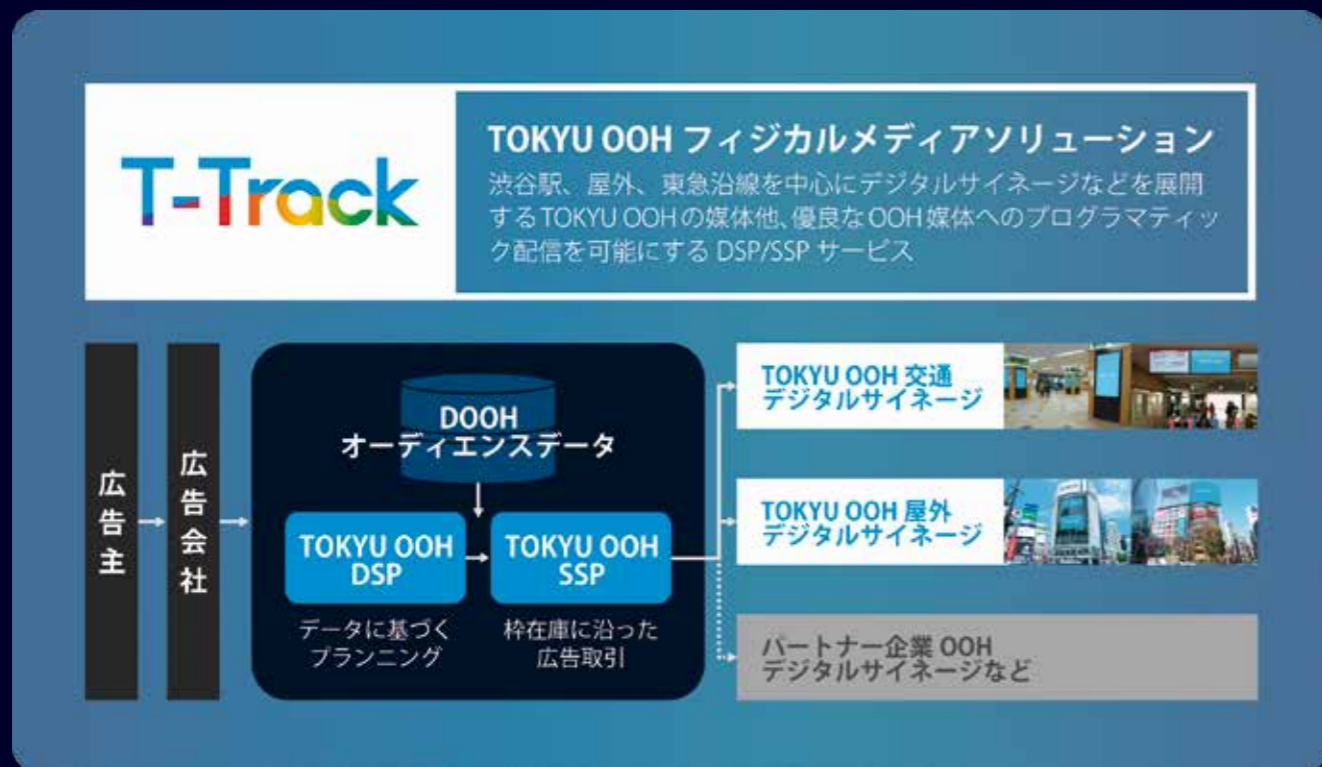 T-Track
TOKYU OOH フィジカルメディアソリューション
渋谷駅、屋外、東急沿線を中心にデジタルサイネージなどを展開
するTOKYU OOHの媒体他、優良なOOH媒体へのプログラマティッ
ク配信を可能にする DSP/SSP サービス
広告主
広告会社
DOOH
オーディエンスデータ
TOKYU OOH
DSP
TOKYU OOH
SSP
データに基づく
プランニング
枠在庫に沿った
広告取引
TOKYU OOH 交通
デジタルサイネージ
TOKYU OOH 屋外
デジタルサイネージ
パートナー企業 OOH
デジタルサイネージなど